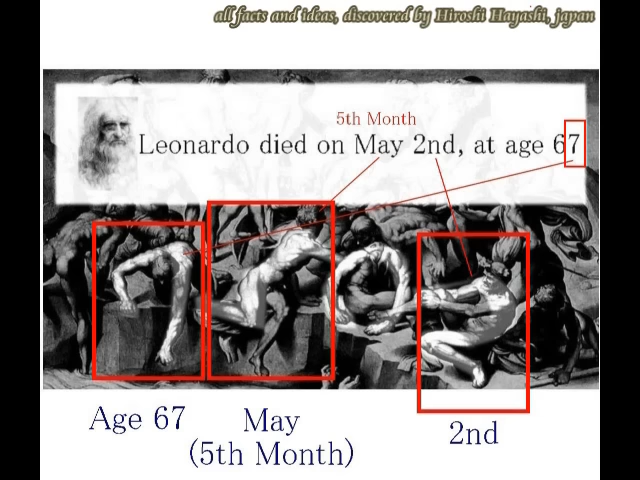 all facts and ideas, discovered by Hiroshi Hayashi, japan
5th Month
Leonardo died on May 2nd, at age 67
Age 67
May
(5th Month)
2nd